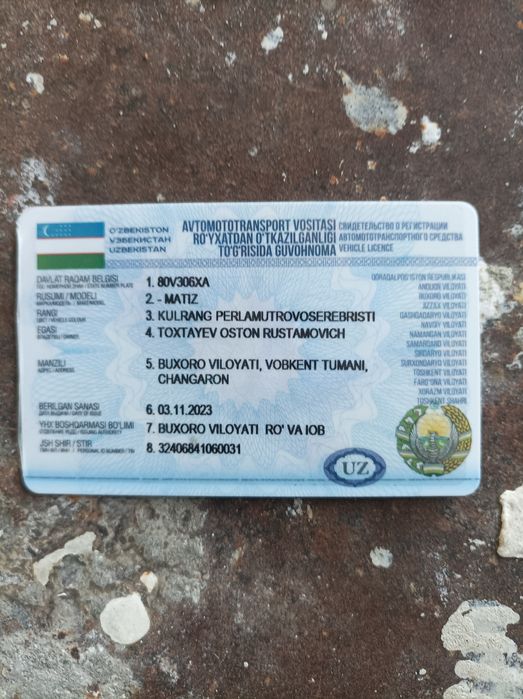 O'ZBEKISTON
ЎЗБЕКИСТАН
UZBEKISTAN
AVTOMOTOTRANSPORT VOSITASI
RO'YXATDAN O'TKAZILGANLIGI
TO'G'RISIDA GUVOHNOMA
СВИДЕТЕЛЬСТВО О РЕГИСТРАЦИИ
АВТОМОТОТРАНСПОРТНОГО СРЕДСТВА
VEHICLE LICENCE
DAVLAT RAQAM BELGISI 1. 80V306XA
RUSUMI / MODELI 2. - MATIZ
RANGI 3. KULRANG PERLAMUTROVOSEREBRISTI
EGASI 4. TOXTAYEV OSTON RUSTAMOVICH
MANZILI 5. BUXORO VILOYATI, VOBKENT TUMANI,
CHANGARON
BERILGAN SANASI 6. 03.11.2023
YHX BOSHQARMASI BO'LIMI 7. BUXORO VILOYATI RO' VA IOB
JSH SHIR / STIR 8. 32406841060031
QORAQALPOG'ISTON RESPUBLIKASI
ANDIJON VILOYATI
BUXORO VILOYATI
JIZZAX VILOYATI
QASHQADARYO VILOYATI
NAVOIY VILOYATI
NAMANGAN VILOYATI
SAMARQAND VILOYATI
SIRDARYO VILOYATI
SURXONDARYO VILOYATI
TOSHKENT VILOYATI
FARG'ONA VILOYATI
XORAZM VILOYATI
TOSHKENT SHAHRI
UZ